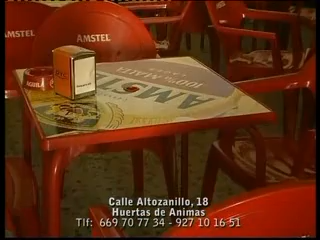 AMSTEL
AMSTEL
100% MALTA
AMSTEL
Calle Altozanillo, 18
Huertas de Animas
Tlf: 669 70 77 34 - 927 10 16 51